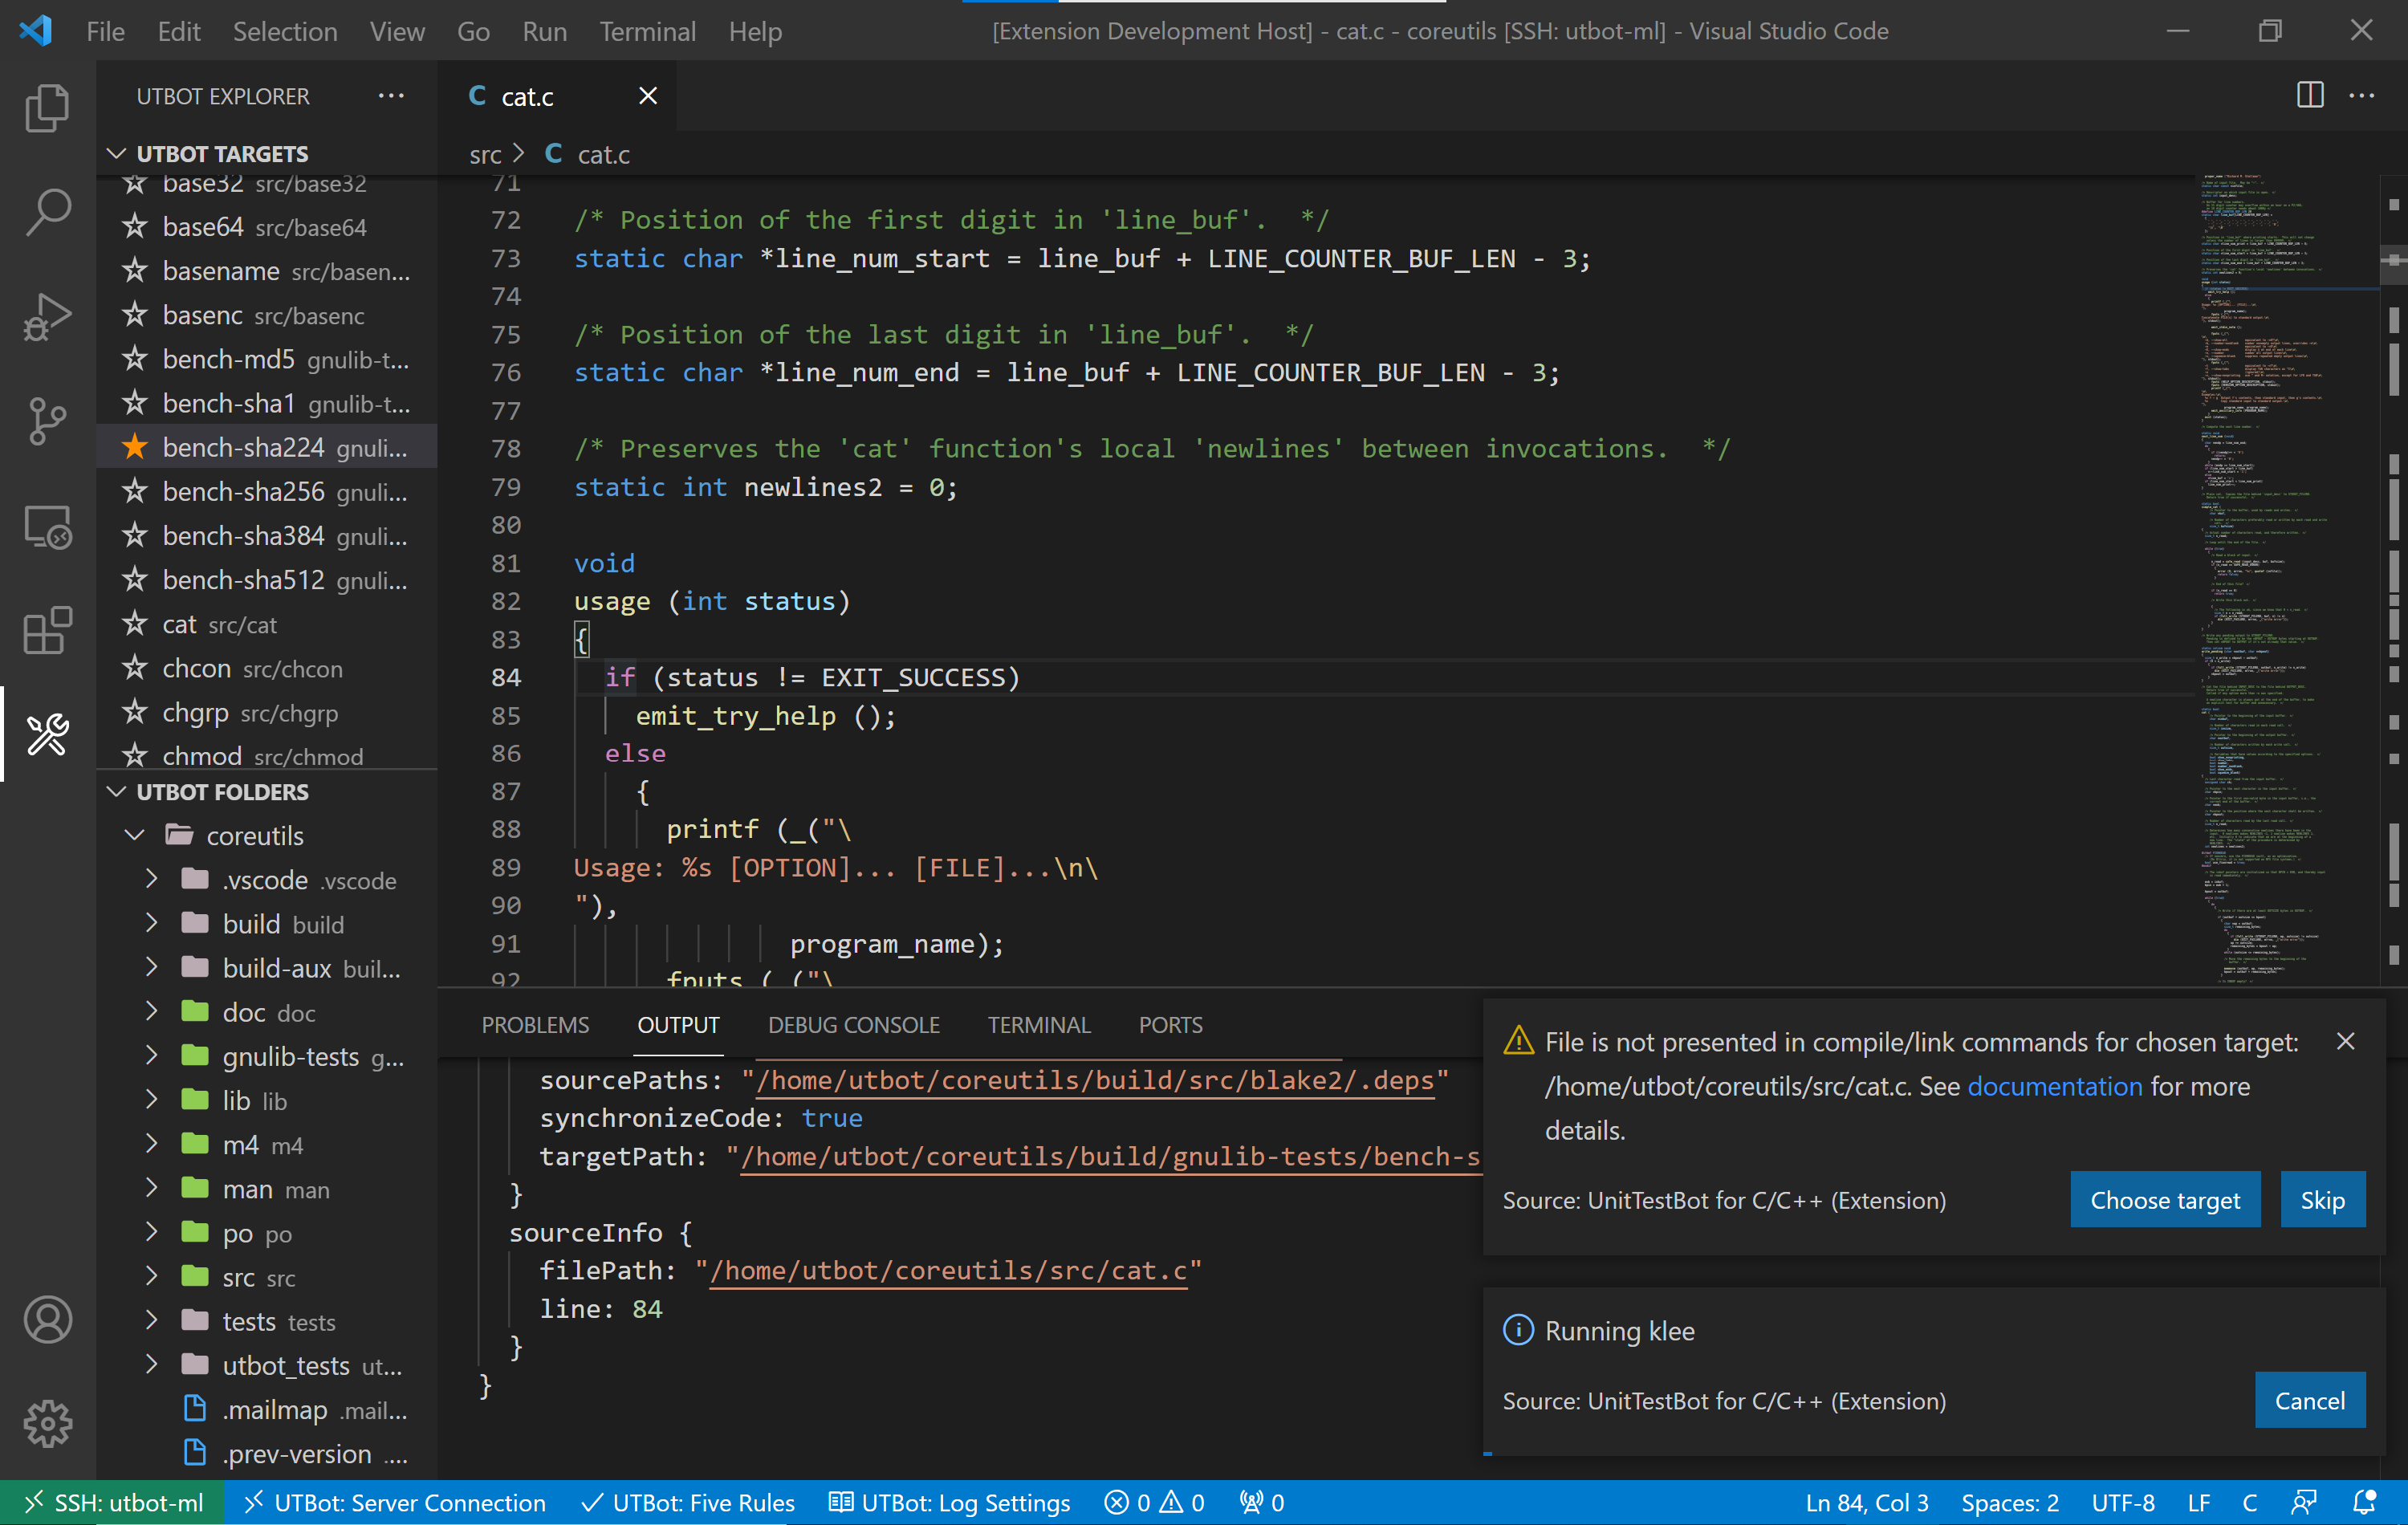 File Edit Selection View Go Run Terminal Help [Extension Development Host] - cat.c - coreutils [SSH: utbot-ml] - Visual Studio Code
UTBOT EXPLORER ...
UTBOT TARGETS
base32 src/base32
base64 src/base64
basename src/basen...
basenc src/basenc
bench-md5 gnulib-t...
bench-sha1 gnulib-t...
bench-sha224 gnuli...
bench-sha256 gnuli...
bench-sha384 gnuli...
bench-sha512 gnuli...
cat src/cat
chcon src/chcon
chgrp src/chgrp
chmod src/chmod
UTBOT FOLDERS
coreutils
.vscode .vscode
build build
build-aux buil...
doc doc
gnulib-tests g...
lib lib
m4 m4
man man
po po
src src
tests tests
utbot_tests ut...
.mailmap .mail...
.prev-version ....
C cat.c
src > C cat.c
71
72 /* Position of the first digit in 'line_buf'.  */
73 static char *line_num_start = line_buf + LINE_COUNTER_BUF_LEN - 3;
74
75 /* Position of the last digit in 'line_buf'.  */
76 static char *line_num_end = line_buf + LINE_COUNTER_BUF_LEN - 3;
77
78 /* Preserves the 'cat' function's local 'newlines' between invocations.  */
79 static int newlines2 = 0;
80
81 void
82 usage (int status)
83 {
84   if (status != EXIT_SUCCESS)
85     emit_try_help ();
86   else
87     {
88       printf (_("\
89 Usage: %s [OPTION]... [FILE]...\n\
90 "),
91               program_name);
92       fputs (_("\
PROBLEMS OUTPUT DEBUG CONSOLE TERMINAL PORTS
sourcePaths: "/home/utbot/coreutils/build/src/blake2/.deps"
synchronizeCode: true
targetPath: "/home/utbot/coreutils/build/gnulib-tests/bench-s
}
sourceInfo {
filePath: "/home/utbot/coreutils/src/cat.c"
line: 84
}
}
File is not presented in compile/link commands for chosen target:
/home/utbot/coreutils/src/cat.c. See documentation for more
details.
Source: UnitTestBot for C/C++ (Extension) Choose target Skip
Running klee
Source: UnitTestBot for C/C++ (Extension) Cancel
SSH: utbot-ml UTBot: Server Connection UTBot: Five Rules UTBot: Log Settings 0 0 0 Ln 84, Col 3 Spaces: 2 UTF-8 LF C